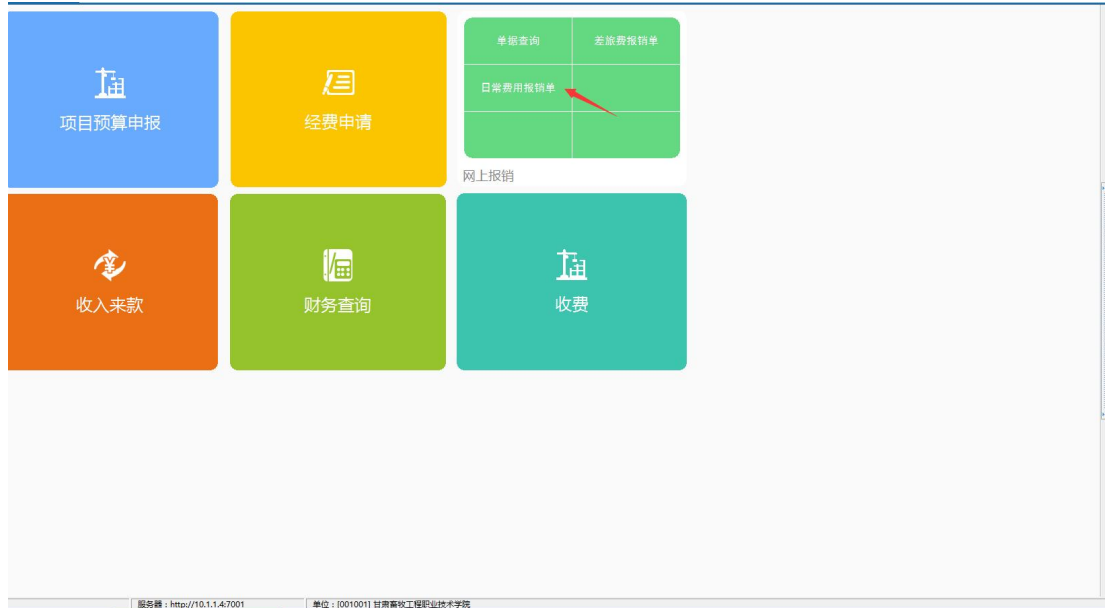 单据查询
差旅费报销单
日常费用报销单
项目预算申报
经费申请
网上报销
收入来款
财务查询
收费
服务器：http://10.1.1.4:7001
单位：[001001] 甘肃畜牧工程职业技术学院